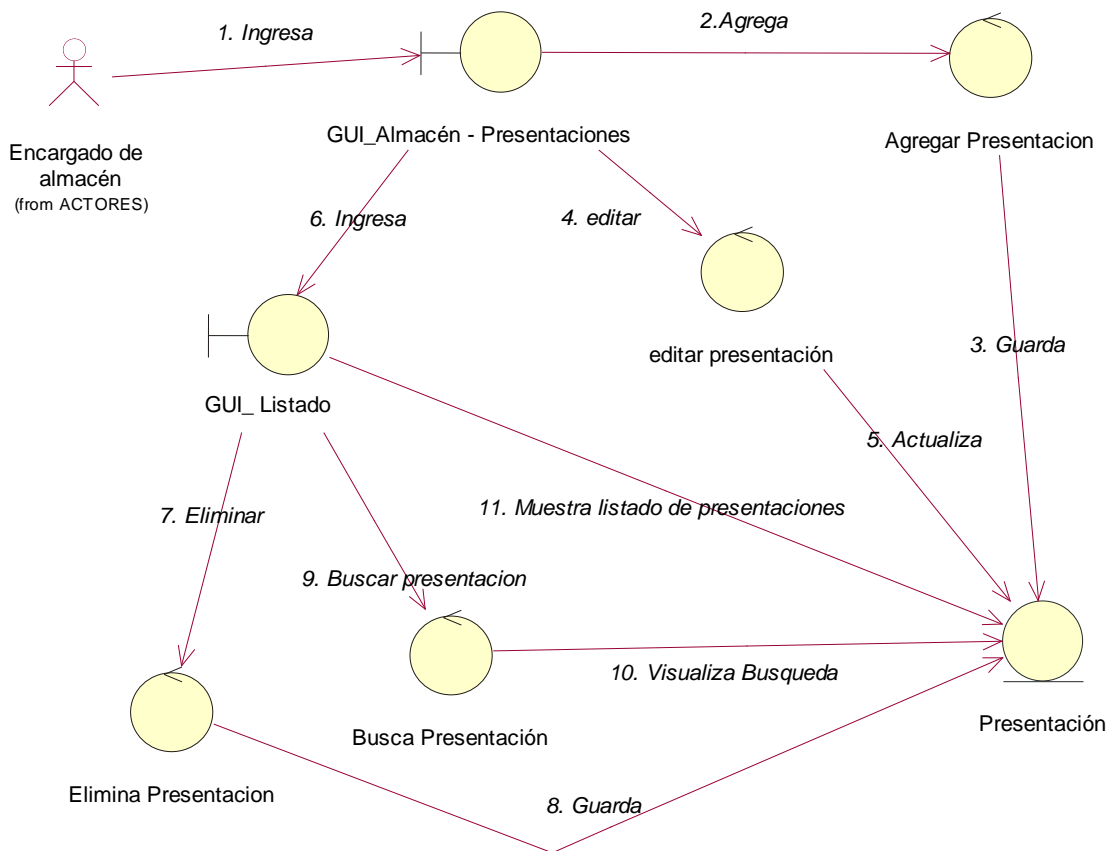 1. Ingresa
2.Agrega
Encargado de
almacén
(from ACTORES)
GUI_Almacén - Presentaciones
Agregar Presentacion
6. Ingresa
4. editar
editar presentación
3. Guarda
GUI_ Listado
5. Actualiza
7. Eliminar
11. Muestra listado de presentaciones
9. Buscar presentacion
10. Visualiza Busqueda
Presentación
Busca Presentación
Elimina Presentacion
8. Guarda